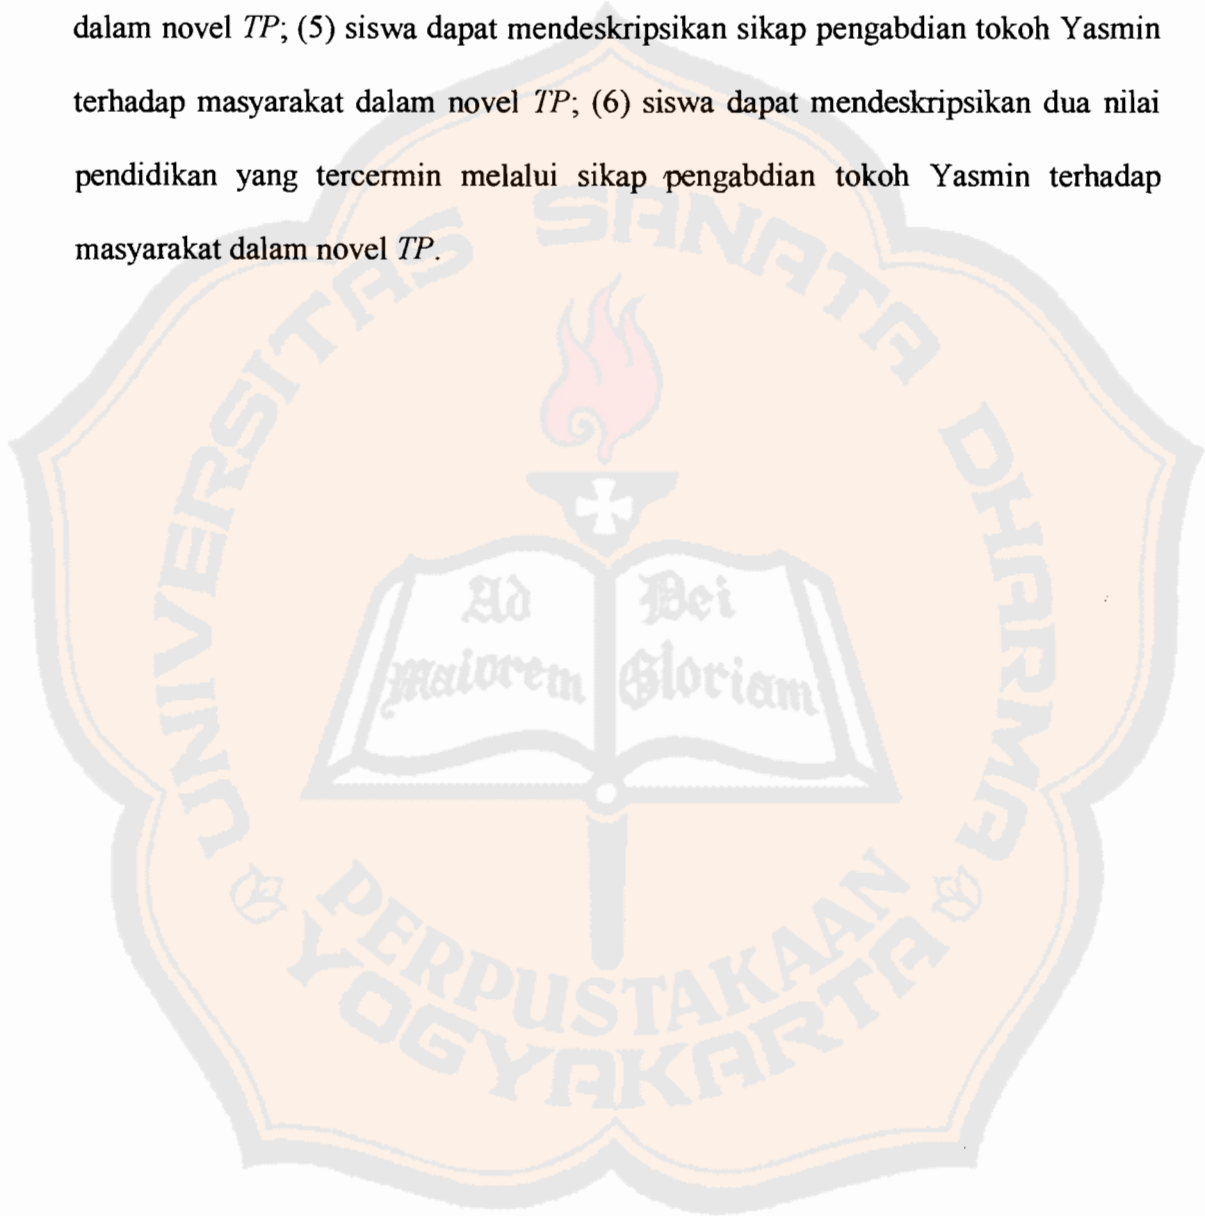 dalam novel TP; (5) siswa dapat mendeskripsikan sikap pengabdian tokoh Yasmin
terhadap masyarakat dalam novel TP; (6) siswa dapat mendeskripsikan dua nilai
pendidikan yang tercermin melalui sikap pengabdian tokoh Yasmin terhadap
masyarakat dalam novel TP.
UNIVERSITAS SANATA DHARMA
Ad Dei
maiorem Gloriam
PERPUSTAKAAN
YOGYAKARTA